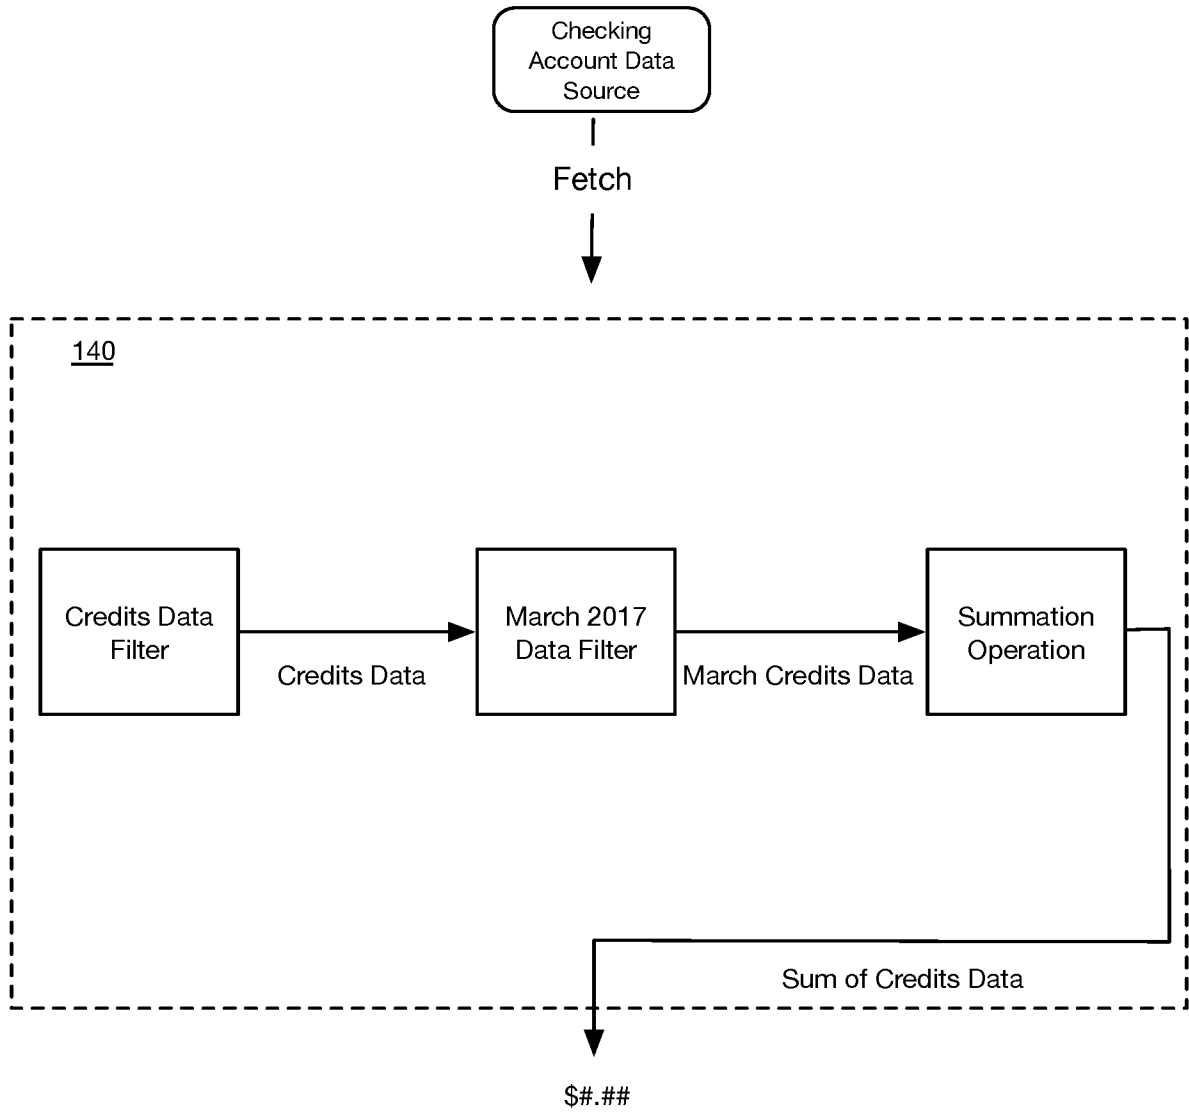 Checking
Account Data
Source
Fetch
140
Credits Data
Filter
Credits Data
March 2017
Data Filter
March Credits Data
Summation
Operation
Sum of Credits Data
$#.##